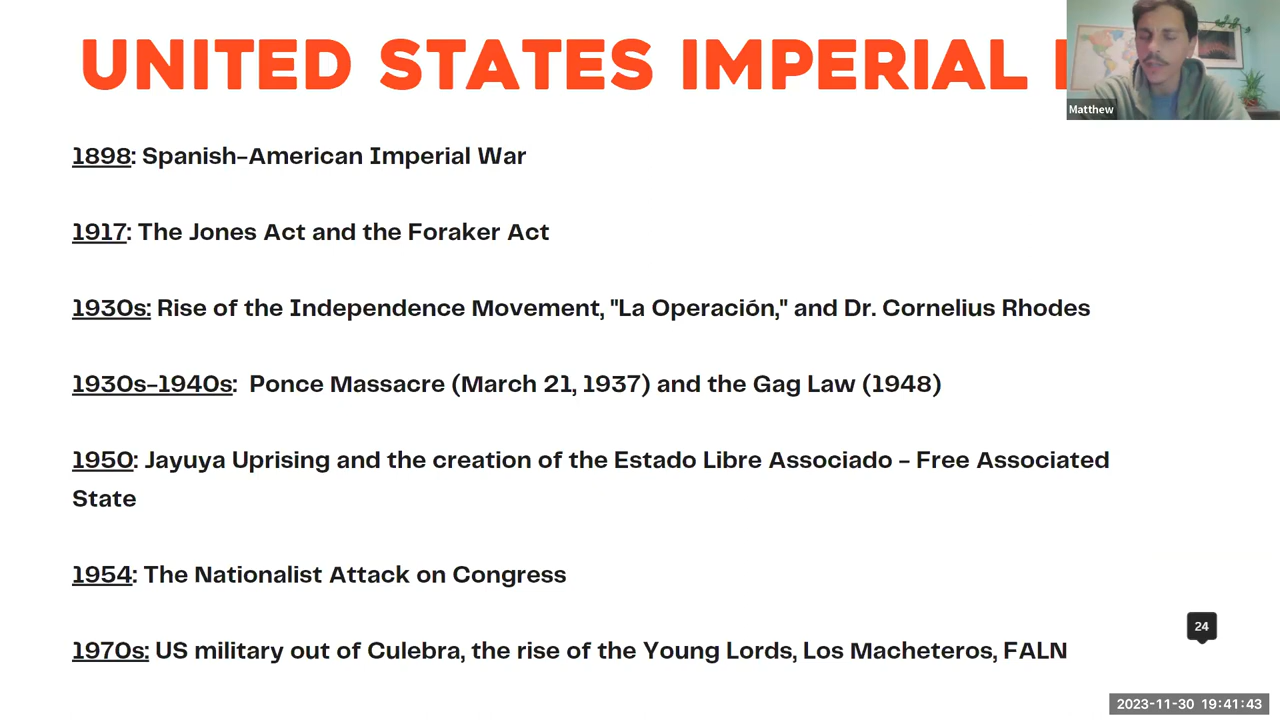 UNITED STATES IMPERIAL
Matthew
1898: Spanish-American Imperial War
1917: The Jones Act and the Foraker Act
1930s: Rise of the Independence Movement, "La Operación," and Dr. Cornelius Rhodes
1930s-1940s:  Ponce Massacre (March 21, 1937) and the Gag Law (1948)
1950: Jayuya Uprising and the creation of the Estado Libre Associado - Free Associated
State
1954: The Nationalist Attack on Congress
24
1970s: US military out of Culebra, the rise of the Young Lords, Los Macheteros, FALN
2023-11-30 19:41:43